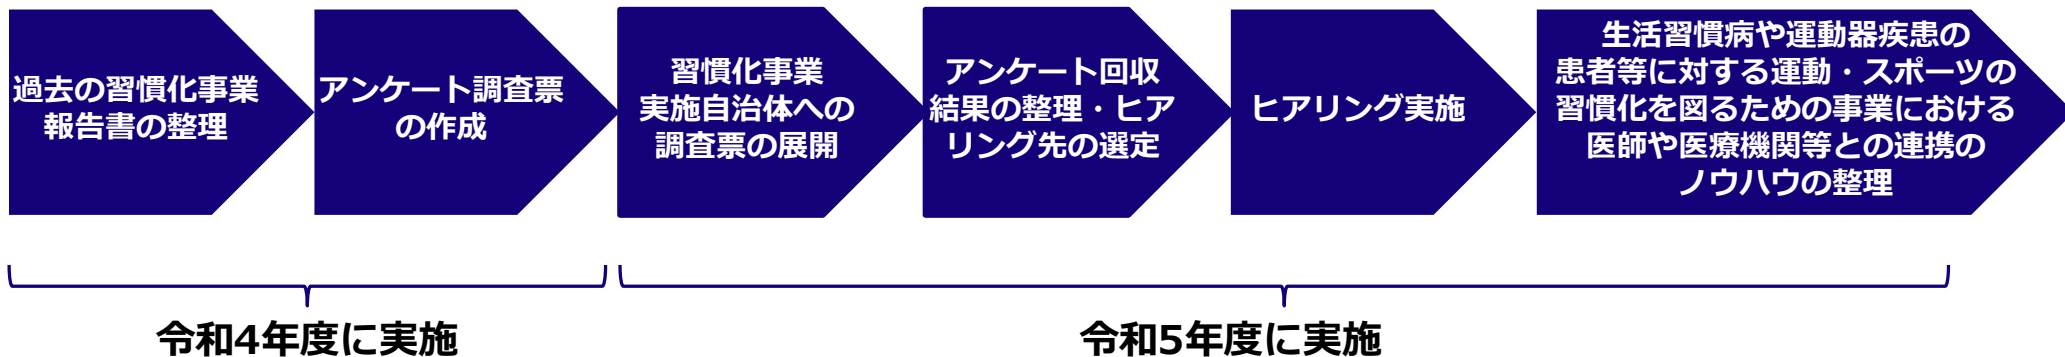 過去の習慣化事業
報告書の整理
アンケート調査票
の作成
習慣化事業
実施自治体への
調査票の展開
アンケート回収
結果の整理・ヒア
リング先の選定
ヒアリング実施
生活習慣病や運動器疾患の
患者等に対する運動・スポーツの
習慣化を図るための事業における
医師や医療機関等との連携の
ノウハウの整理
令和4年度に実施
令和5年度に実施